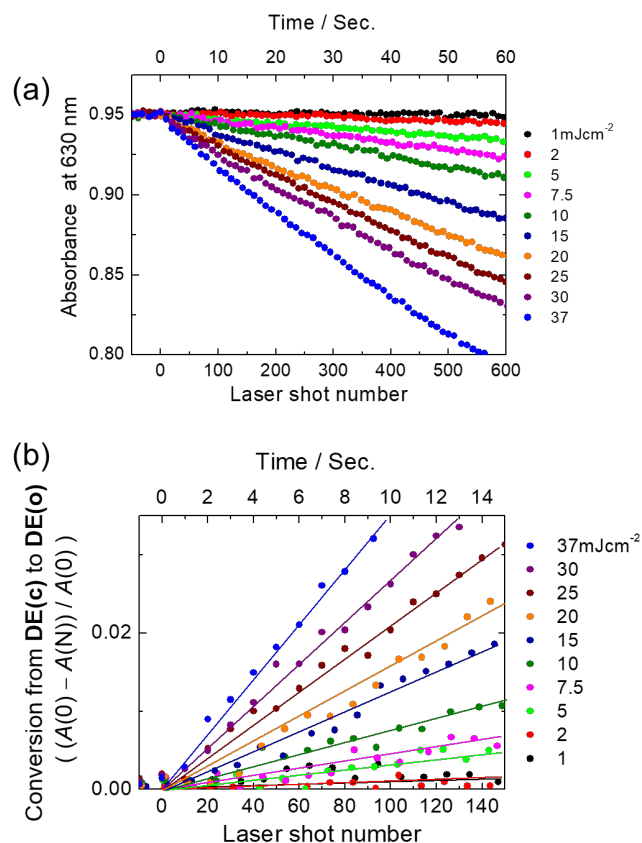 Time / Sec.
(a)
0 10 20 30 40 50 60
Absorbance at 630 nm
0.95
0.90
0.85
0.80
1mJcm-2
2
5
7.5
10
15
20
25
30
37
0 100 200 300 400 500 600
Laser shot number
(b)
Time / Sec.
0 2 4 6 8 10 12 14
Conversion from DE(c) to DE(o)
( (A(0) − A(N)) / A(0) )
0.02
0.00
37mJcm-2
30
25
20
15
10
7.5
5
2
1
0 20 40 60 80 100 120 140
Laser shot number